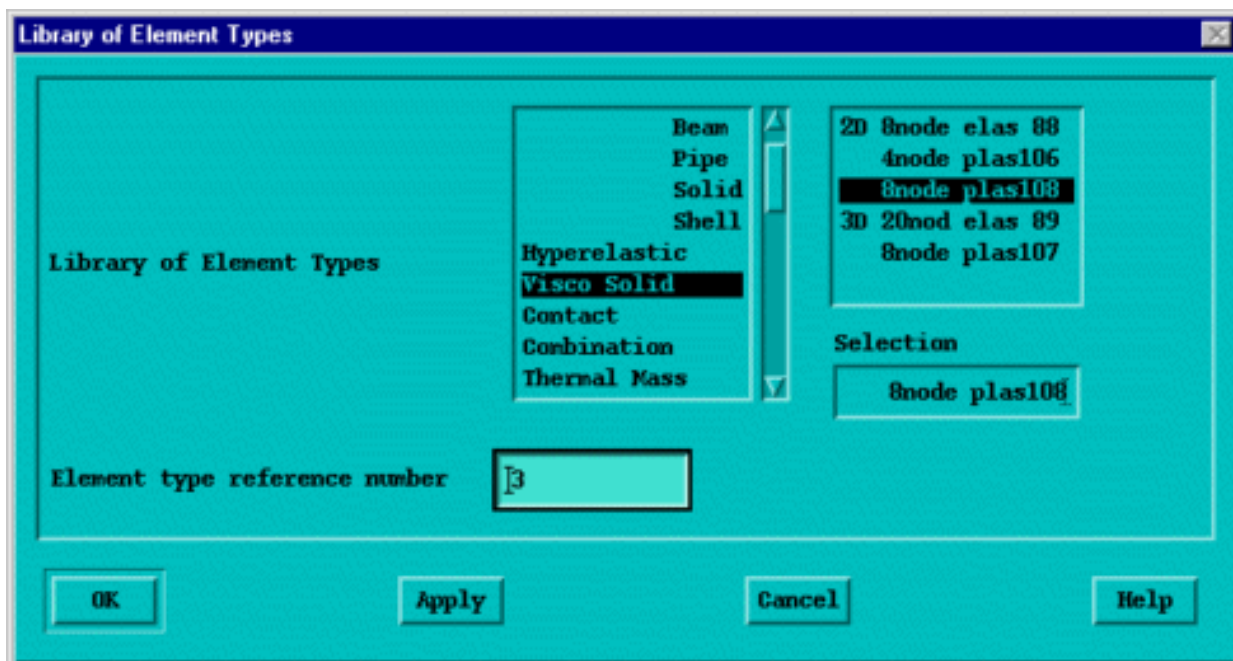 Library of Element Types
Beam
Pipe
Solid
Shell
Hyperelastic
Visco Solid
Contact
Combination
Thermal Mass
2D 8node elas 88
4node plas106
8node plas108
3D 20nod elas 89
8node plas107
Library of Element Types
Selection
8node plas108
Element type reference number
3
OK
Apply
Cancel
Help